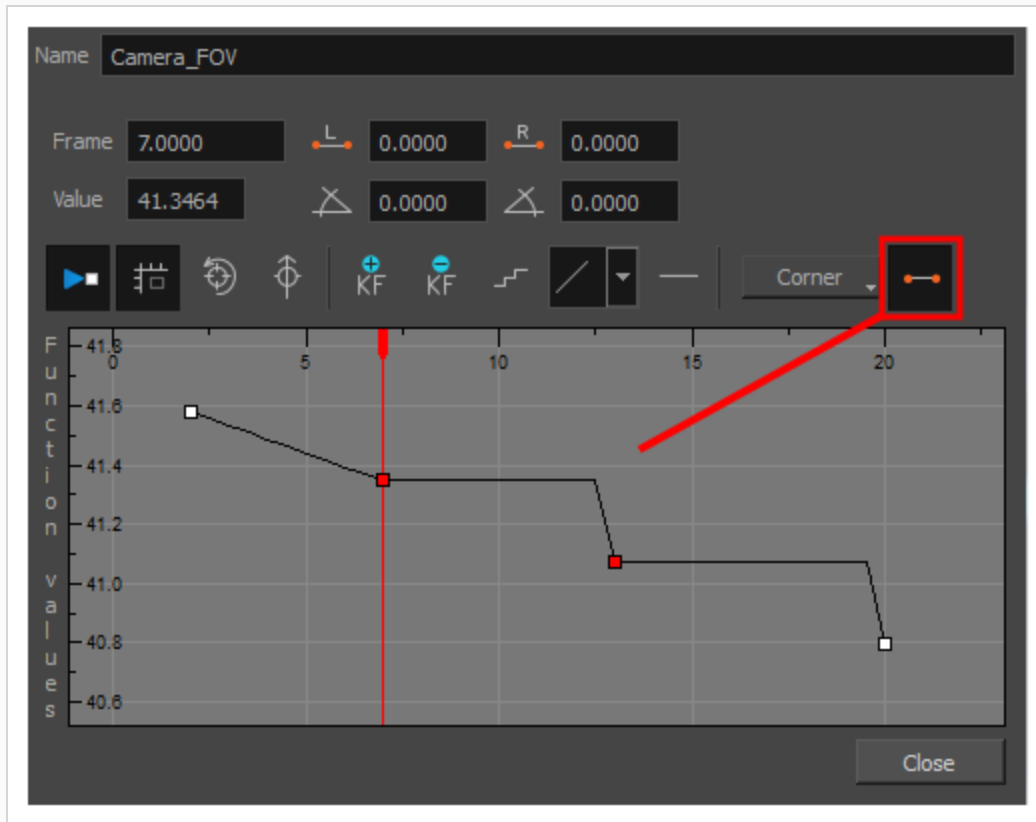 Name Camera_FOV
Frame 7.0000 L 0.0000 R 0.0000
Value 41.3464 0.0000 0.0000
KF KF Corner
Function values
41.8
41.6
41.4
41.2
41.0
40.8
40.6
0 5 10 15 20
Close